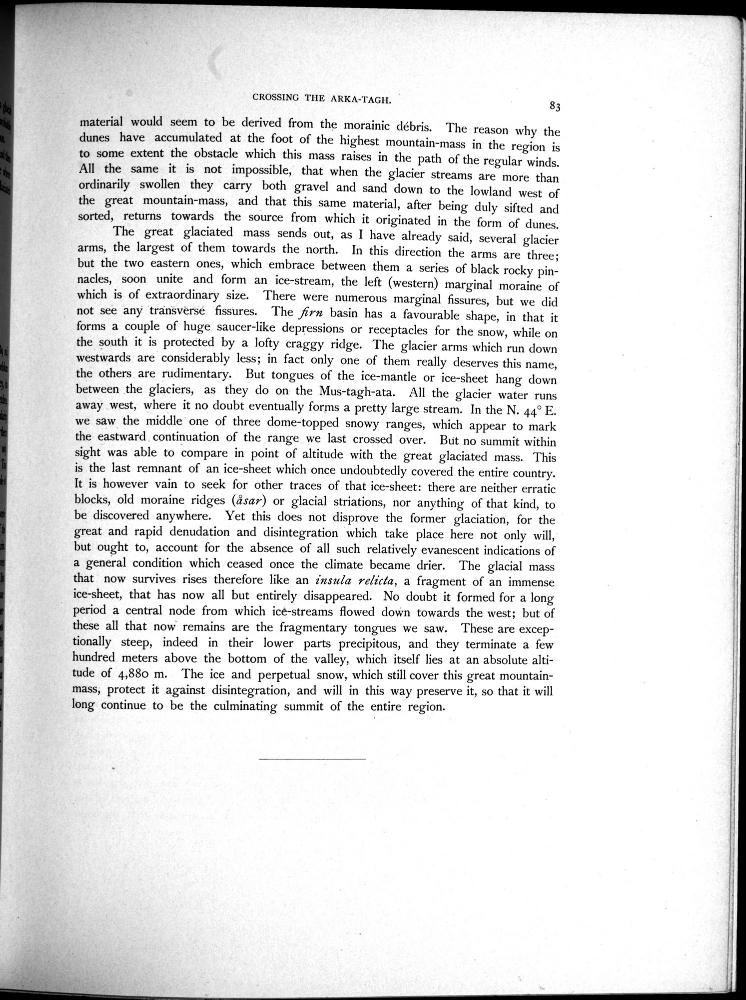 CROSSING THE ARKA-TAGH.
83
material would seem to be derived from the morainic débris. The reason why the
dunes have accumulated at the foot of the highest mountain-mass in the region is
to some extent the obstacle which this mass raises in the path of the regular winds.
All the same it is not impossible, that when the glacier streams are more than
ordinarily swollen they carry both gravel and sand down to the lowland west of
the great mountain-mass, and that this same material, after being duly sifted and
sorted, returns towards the source from which it originated in the form of dunes.
The great glaciated mass sends out, as I have already said, several glacier
arms, the largest of them towards the north. In this direction the arms are three;
but the two eastern ones, which embrace between them a series of black rocky pin-
nacles, soon unite and form an ice-stream, the left (western) marginal moraine of
which is of extraordinary size. There were numerous marginal fissures, but we did
not see any transverse fissures. The firn basin has a favourable shape, in that it
forms a couple of huge saucer-like depressions or receptacles for the snow, while on
the south it is protected by a lofty craggy ridge. The glacier arms which run down
westwards are considerably less; in fact only one of them really deserves this name,
the others are rudimentary. But tongues of the ice-mantle or ice-sheet hang down
between the glaciers, as they do on the Mus-tagh-ata. All the glacier water runs
away west, where it no doubt eventually forms a pretty large stream. In the N. 44° E.
we saw the middle one of three dome-topped snowy ranges, which appear to mark
the eastward continuation of the range we last crossed over. But no summit within
sight was able to compare in point of altitude with the great glaciated mass. This
is the last remnant of an ice-sheet which once undoubtedly covered the entire country.
It is however vain to seek for other traces of that ice-sheet: there are neither erratic
blocks, old moraine ridges (åsar) or glacial striations, nor anything of that kind, to
be discovered anywhere. Yet this does not disprove the former glaciation, for the
great and rapid denudation and disintegration which take place here not only will,
but ought to, account for the absence of all such relatively evanescent indications of
a general condition which ceased once the climate became drier. The glacial mass
that now survives rises therefore like an insula relicta, a fragment of an immense
ice-sheet, that has now all but entirely disappeared. No doubt it formed for a long
period a central node from which ice-streams flowed down towards the west; but of
these all that now remains are the fragmentary tongues we saw. These are excep-
tionally steep, indeed in their lower parts precipitous, and they terminate a few
hundred meters above the bottom of the valley, which itself lies at an absolute alti-
tude of 4,880 m. The ice and perpetual snow, which still cover this great mountain-
mass, protect it against disintegration, and will in this way preserve it, so that it will
long continue to be the culminating summit of the entire region.